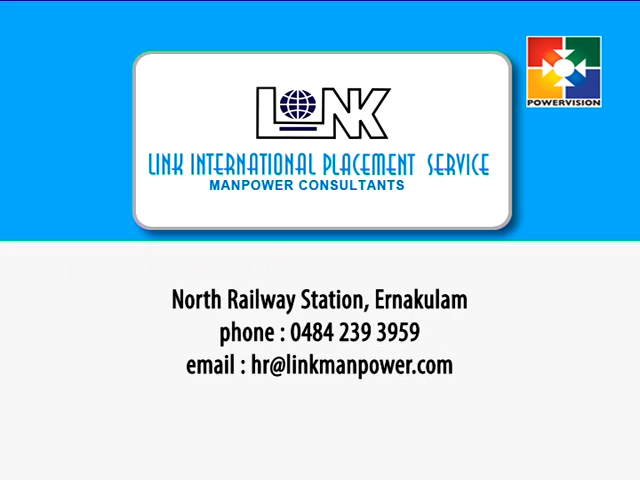 POWERVISION
LINK
LINK INTERNATIONAL PLACEMENT SERVICE
MANPOWER CONSULTANTS
North Railway Station, Ernakulam
phone : 0484 239 3959
email : hr@linkmanpower.com